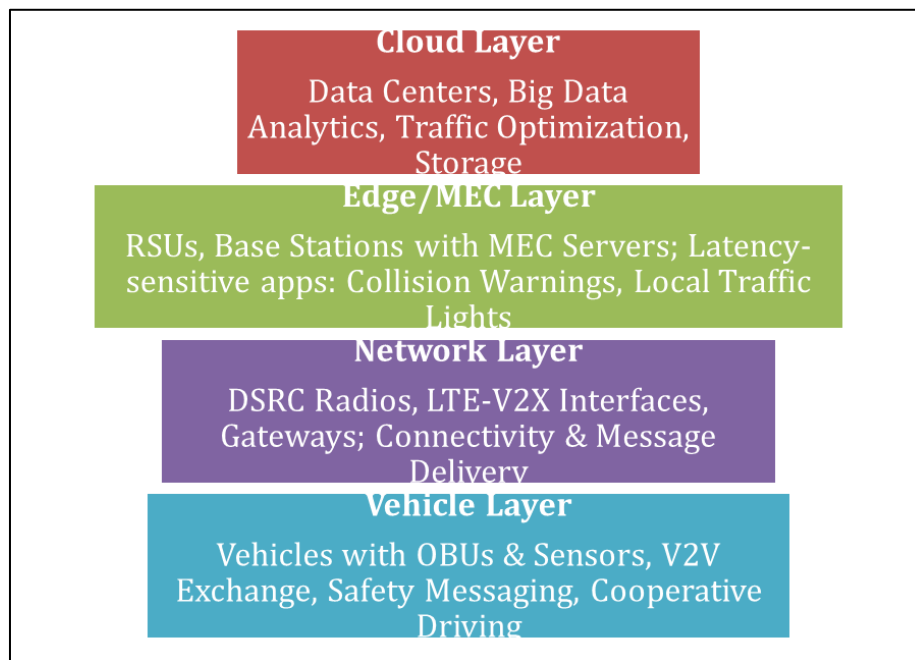 Cloud Layer
Data Centers, Big Data
Analytics, Traffic Optimization,
Storage
Edge/MEC Layer
RSUs, Base Stations with MEC Servers; Latency-
sensitive apps: Collision Warnings, Local Traffic
Lights
Network Layer
DSRC Radios, LTE-V2X Interfaces,
Gateways; Connectivity & Message
Delivery
Vehicle Layer
Vehicles with OBUs & Sensors, V2V
Exchange, Safety Messaging, Cooperative
Driving